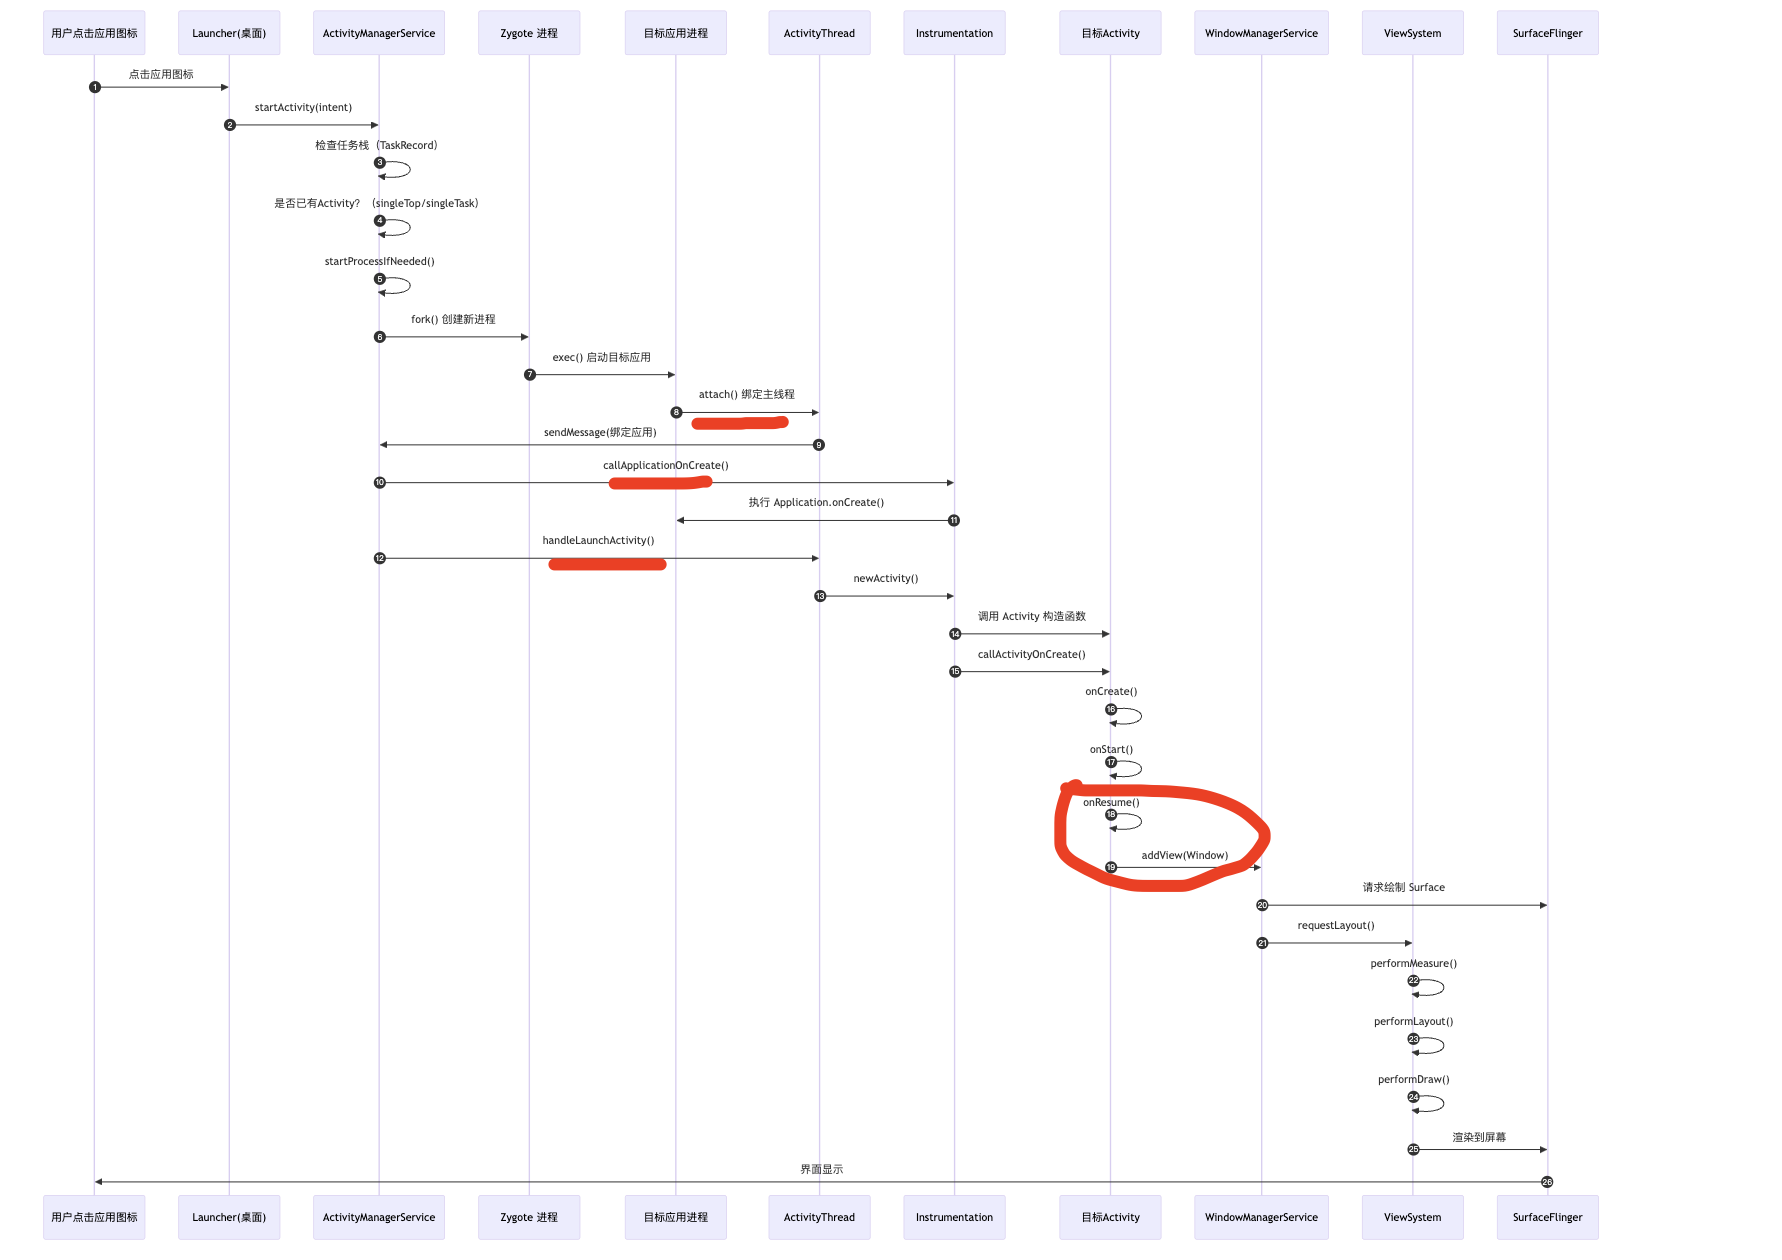 用户点击应用图标
Launcher(桌面)
ActivityManagerService
Zygote 进程
目标应用进程
ActivityThread
Instrumentation
目标Activity
WindowManagerService
ViewSystem
SurfaceFlinger
点击应用图标
1
startActivity(intent)
2
检查任务栈（TaskRecord）
3
是否已有Activity? （singleTop/singleTask）
4
startProcessIfNeeded()
5
fork() 创建新进程
6
exec() 启动目标应用
7
attach() 绑定主线程
8
sendMessage(绑定应用)
9
callApplicationOnCreate()
10
执行 Application.onCreate()
11
handleLaunchActivity()
12
newActivity()
13
调用 Activity 构造函数
14
callActivityOnCreate()
15
onCreate()
16
onStart()
17
onResume()
18
addView(Window)
19
请求绘制 Surface
20
requestLayout()
21
performMeasure()
22
performLayout()
23
performDraw()
24
渲染到屏幕
25
界面显示
26
用户点击应用图标
Launcher(桌面)
ActivityManagerService
Zygote 进程
目标应用进程
ActivityThread
Instrumentation
目标Activity
WindowManagerService
ViewSystem
SurfaceFlinger